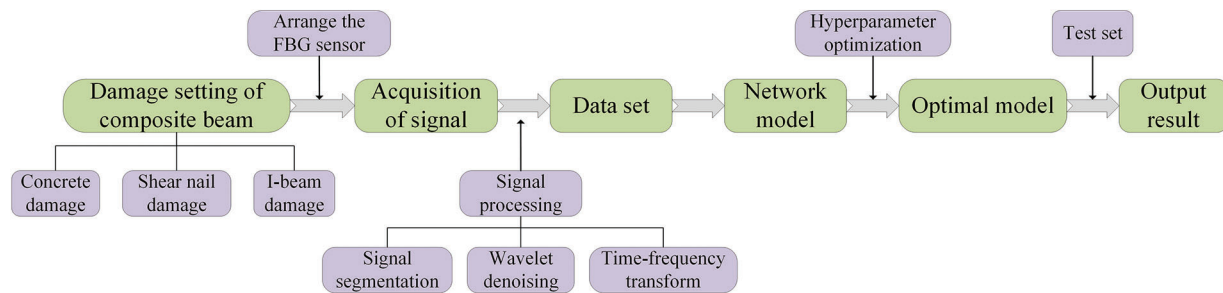 Arrange the
FBG sensor
Hyperparameter
optimization
Test set
Damage setting of
composite beam
Acquisition
of signal
Data set
Network
model
Optimal model
Output
result
Concrete
damage
Shear nail
damage
I-beam
damage
Signal
processing
Signal
segmentation
Wavelet
denoising
Time-frequency
transform